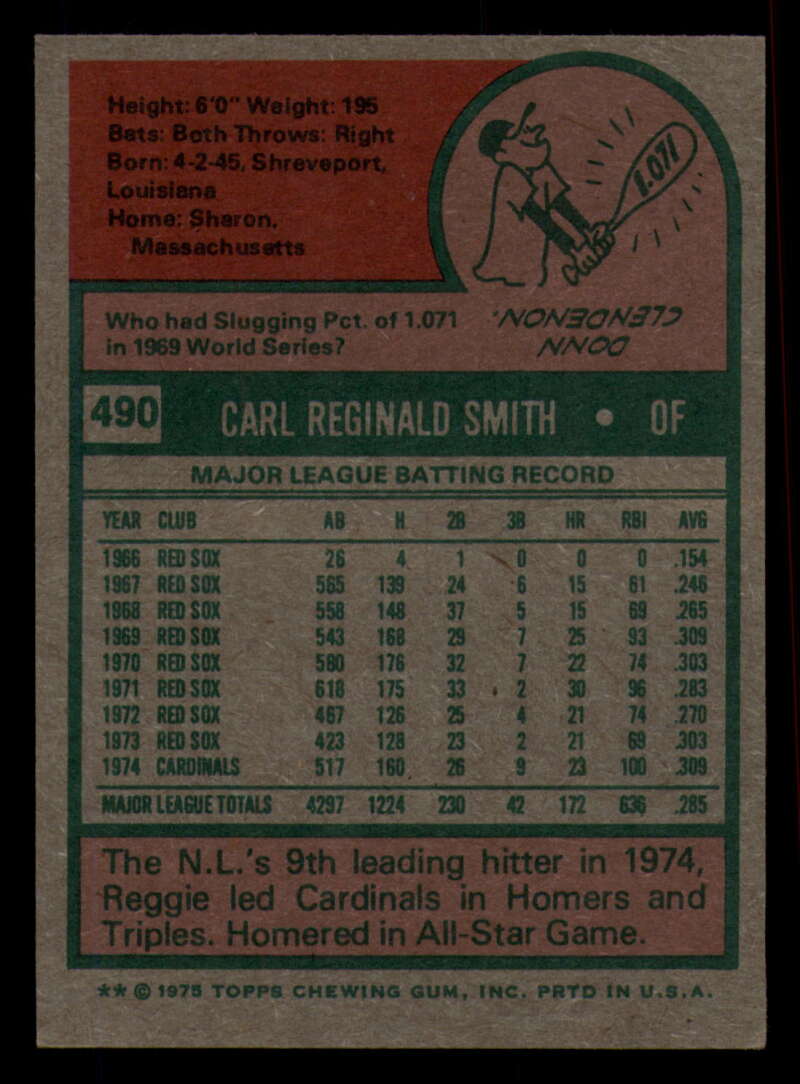 Height: 6'0" Weight: 195
Bats: Both Throws: Right
Born: 4-2-45, Shreveport,
Louisiana
Home: Sharon,
Massachusetts
1.071
Who had Slugging Pct. of 1.071
in 1969 World Series?
DONN
CLENDENON.
490 CARL REGINALD SMITH • OF
MAJOR LEAGUE BATTING RECORD
YEAR CLUB AB H 2B 3B HR RBI AVG
1966 RED SOX 26 4 1 0 0 0 .154
1967 RED SOX 565 139 24 6 15 61 .246
1968 RED SOX 558 148 37 5 15 69 .265
1969 RED SOX 543 168 29 7 25 93 .309
1970 RED SOX 580 176 32 7 22 74 .303
1971 RED SOX 618 175 33 2 30 96 .283
1972 RED SOX 467 126 25 4 21 74 .270
1973 RED SOX 423 128 23 2 21 69 .303
1974 CARDINALS 517 160 26 9 23 100 .309
MAJOR LEAGUE TOTALS 4297 1224 230 42 172 636 .285
The N.L.'s 9th leading hitter in 1974,
Reggie led Cardinals in Homers and
Triples. Homered in All-Star Game.
** © 1975 TOPPS CHEWING GUM, INC. PRTD IN U.S.A.